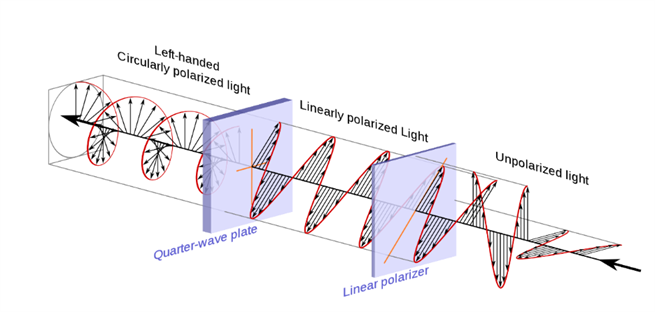 Left-handed
Circularly polarized light
Linearly polarized Light
Unpolarized light
Quarter-wave plate
Linear polarizer